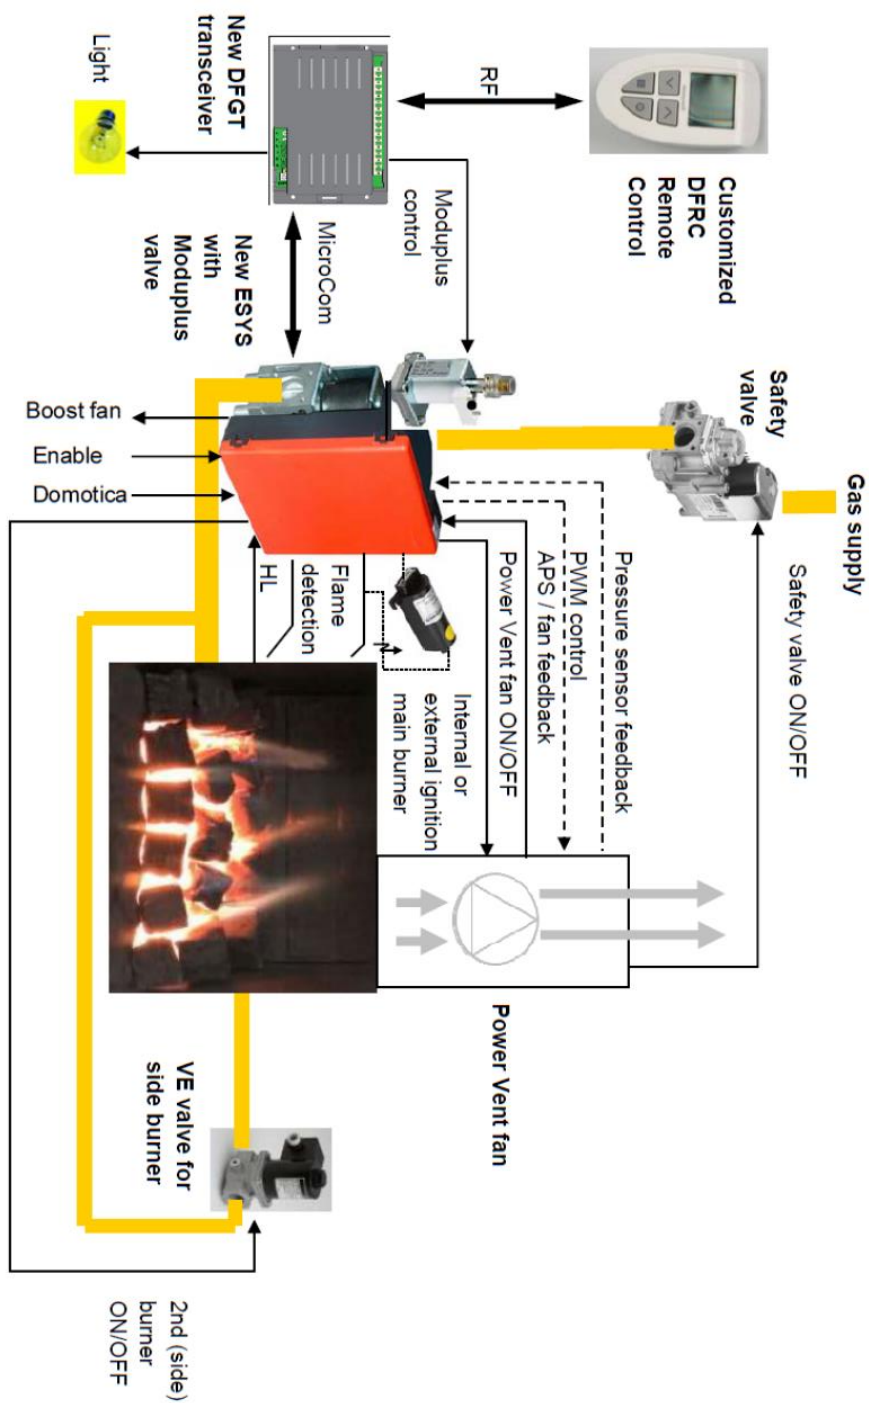 Light
New DFGT
transceiver
RF
Customized
DFRC
Remote
Control
Moduplus
control
MicroCom
New ESYS
with
Moduplus
valve
Safety
valve
Gas supply
Safety valve ON/OFF
Boost fan
Enable
Domotica
Pressure sensor feedback
PWM control
APS / fan feedback
Power Vent fan ON/OFF
Internal or
external ignition
main burner
Flame
detection
HL
Power Vent fan
VE valve for
side burner
2nd (side)
burner
ON/OFF